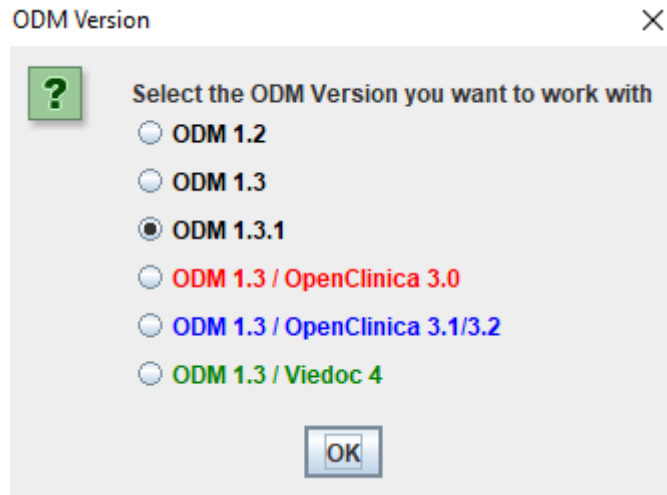 ODM Version
?
Select the ODM Version you want to work with
ODM 1.2
ODM 1.3
ODM 1.3.1
ODM 1.3 / OpenClinica 3.0
ODM 1.3 / OpenClinica 3.1/3.2
ODM 1.3 / Viedoc 4
OK